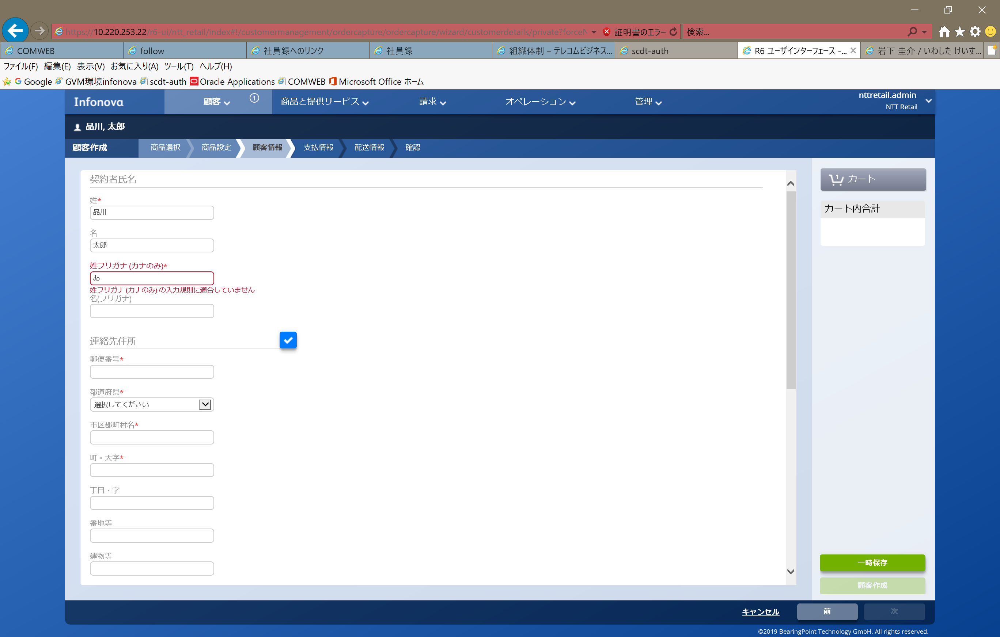 https://10.220.253.22/r6-ui/ntt_retail/index#!/customermanagement/ordercapture/ordercapture/wizard/customerdetails/private?forceN 証明書のエラー 検索...
COMWEB follow 社員録へのリンク 社員録 組織体制 – テレコムビジネス... scdt-auth R6 ユーザインターフェース -... 岩下 圭介 / いわした けいす...
ファイル(F) 編集(E) 表示(V) お気に入り(A) ツール(T) ヘルプ(H)
Google GVM環境infonova scdt-auth Oracle Applications COMWEB Microsoft Office ホーム
Infonova 顧客 1 商品と提供サービス 請求 オペレーション 管理 nttretail.admin
NTT Retail
品川, 太郎
顧客作成 商品選択 商品設定 顧客情報 支払情報 配送情報 確認
契約者氏名
姓*
品川
名
太郎
姓フリガナ (カナのみ)*
あ
姓フリガナ (カナのみ) の入力規則に適合していません
名(フリガナ)
連絡先住所
郵便番号*
都道府県*
選択してください
市区郡町村名*
町・大字*
丁目・字
番地等
建物等
1 カート
カート内合計
一時保存
顧客作成
キャンセル 前 次
©2019 BearingPoint Technology GmbH. All rights reserved.